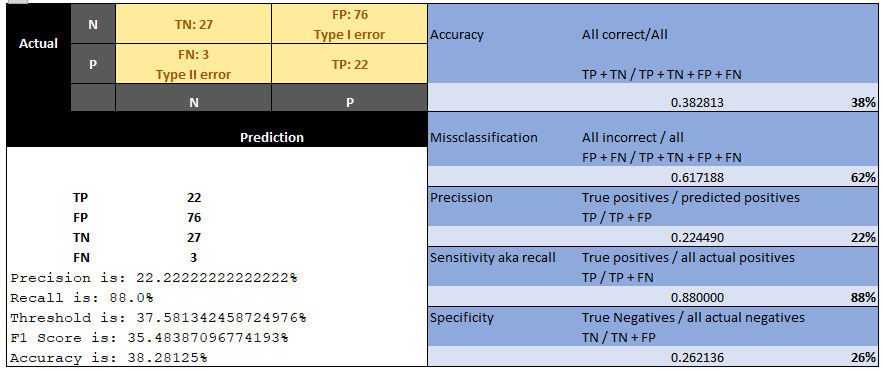 Actual
N
TN: 27
FP: 76
Type I error
P
FN: 3
Type II error
TP: 22
N
P
Prediction
TP 22
FP 76
TN 27
FN 3
Precision is: 22.22222222222222%
Recall is: 88.0%
Threshold is: 37.581342458724976%
F1 Score is: 35.48387096774193%
Accuracy is: 38.28125%
Accuracy All correct/All
TP + TN / TP + TN + FP + FN
0.382813 38%
Missclassification All incorrect / all
FP + FN / TP + TN + FP + FN
0.617188 62%
Precission True positives / predicted positives
TP / TP + FP
0.224490 22%
Sensitivity aka recall True positives / all actual positives
TP / TP + FN
0.880000 88%
Specificity True Negatives / all actual negatives
TN / TN + FP
0.262136 26%